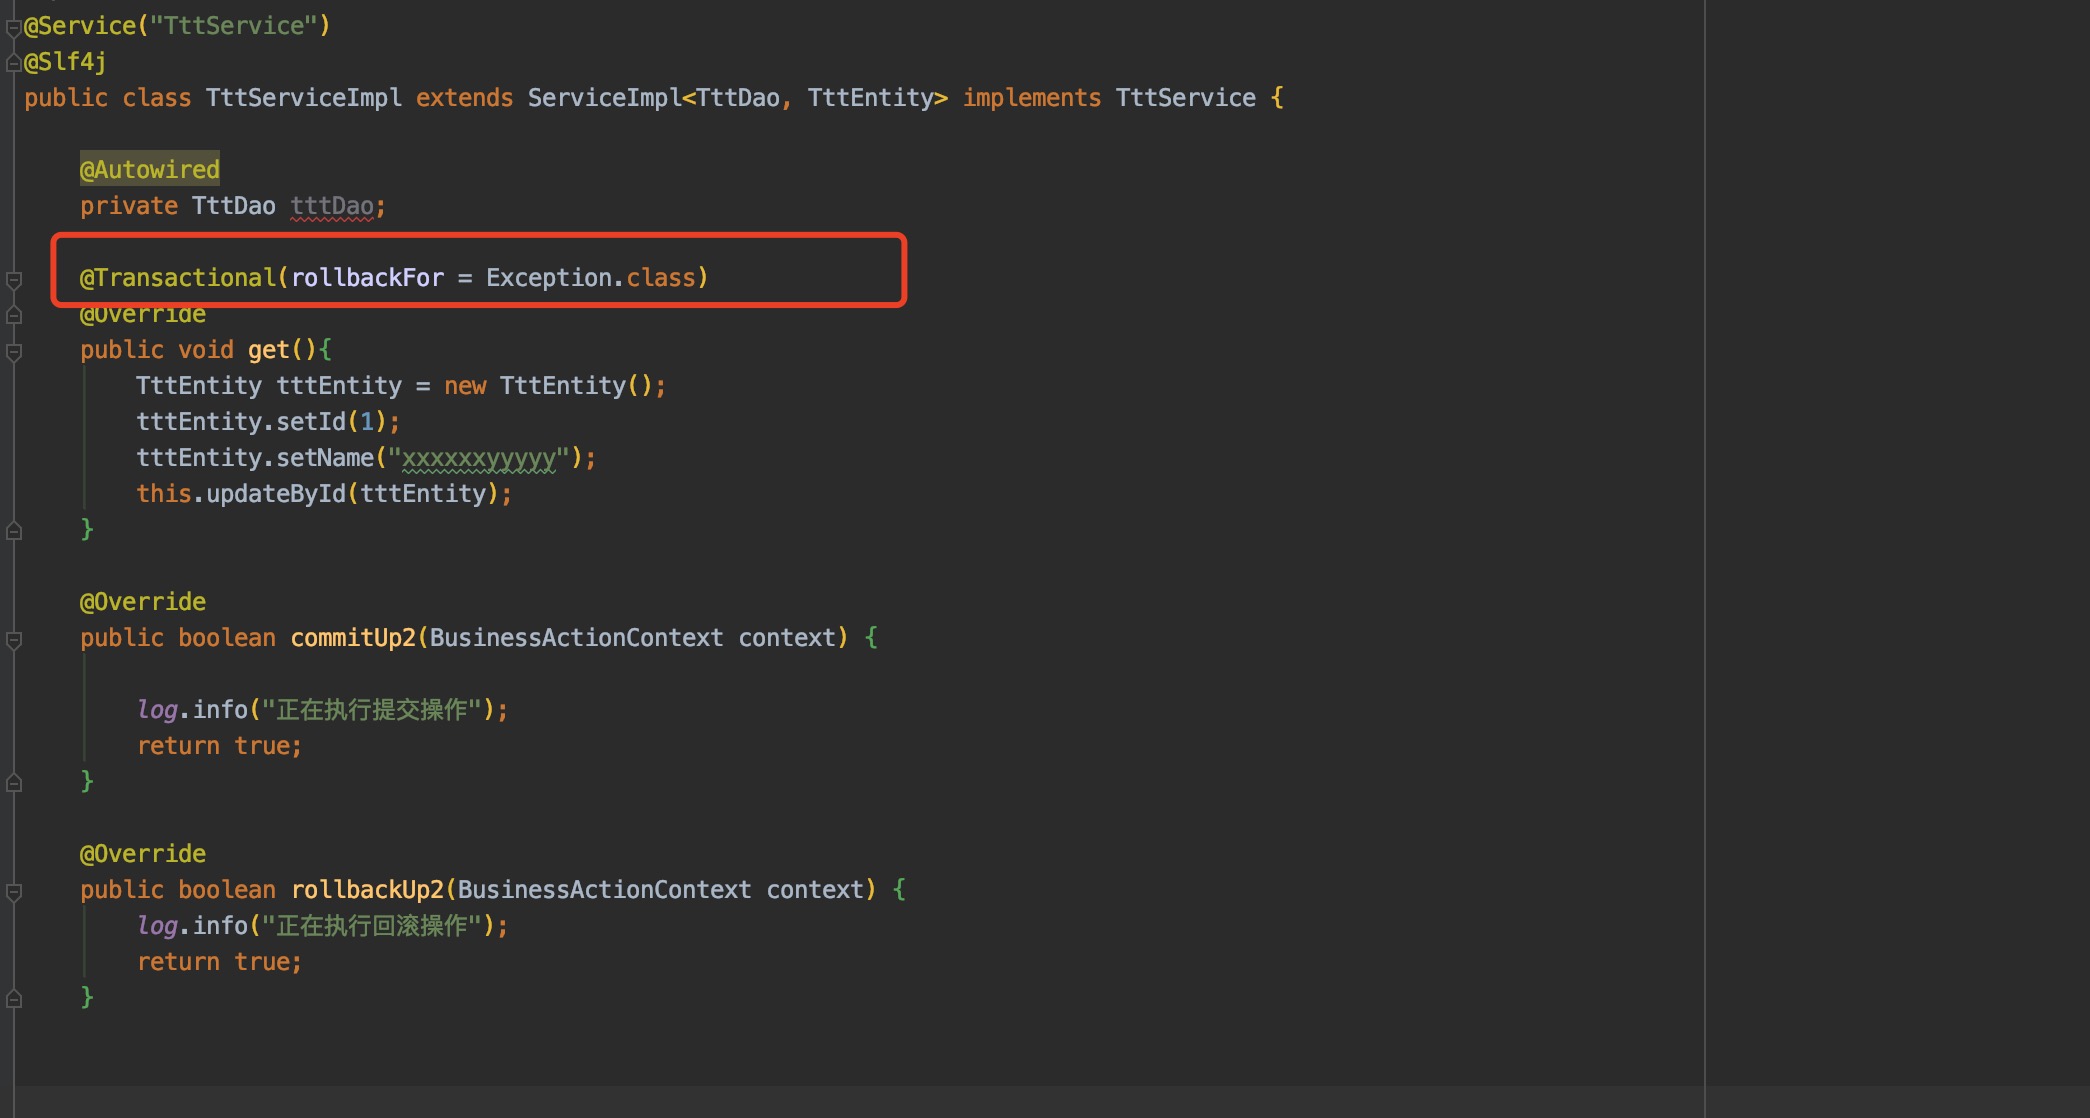 @Service("TttService")
@Slf4j
public class TttServiceImpl extends ServiceImpl<TttDao, TttEntity> implements TttService {
@Autowired
private TttDao tttDao;
@Transactional(rollbackFor = Exception.class)
@Override
public void get(){
TttEntity tttEntity = new TttEntity();
tttEntity.setId(1);
tttEntity.setName("xxxxxxyyyyy");
this.updateById(tttEntity);
}
@Override
public boolean commitUp2(BusinessActionContext context) {
log.info("正在执行提交操作");
return true;
}
@Override
public boolean rollbackUp2(BusinessActionContext context) {
log.info("正在执行回滚操作");
return true;
}